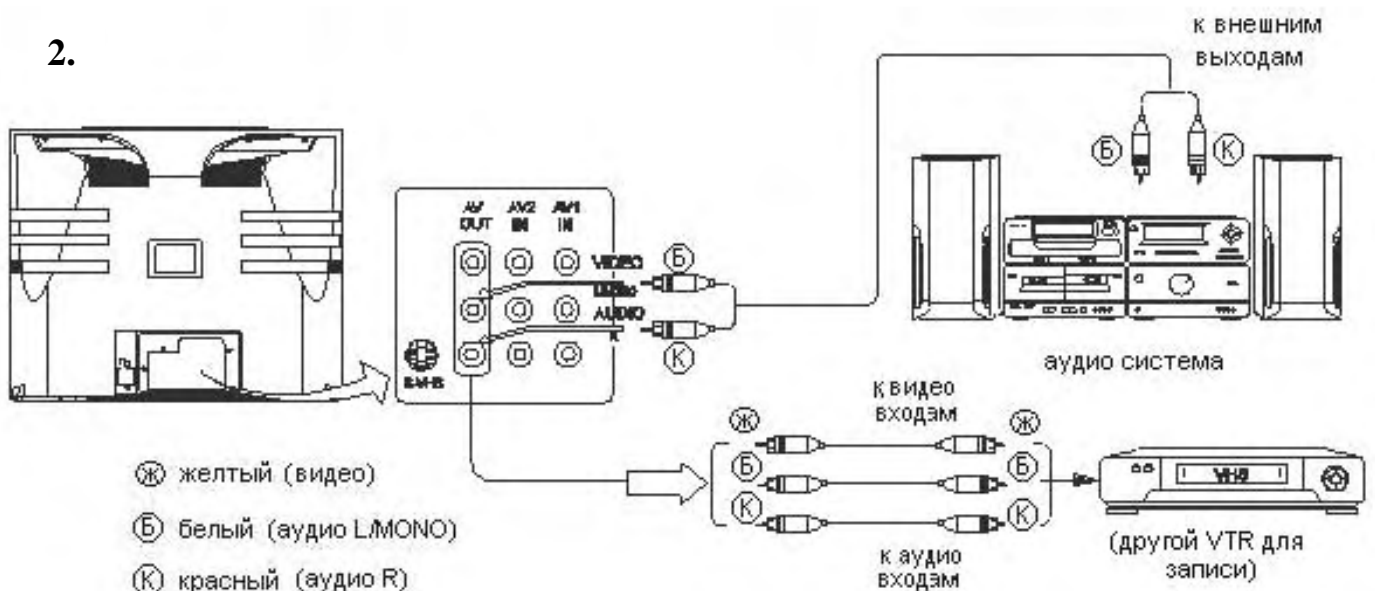 2.
к внешним
выходам
Б
К
AV
OUT
AV2
IN
AV1
IN
VIDEO
AUDIO
R
Б
К
аудио система
к видео
входам
Ж
Б
К
Ж
Б
К
к аудио
входам
VHS
(другой VTR для
записи)
Ж желтый (видео)
Б белый (аудио L/MONO)
К красный (аудио R)